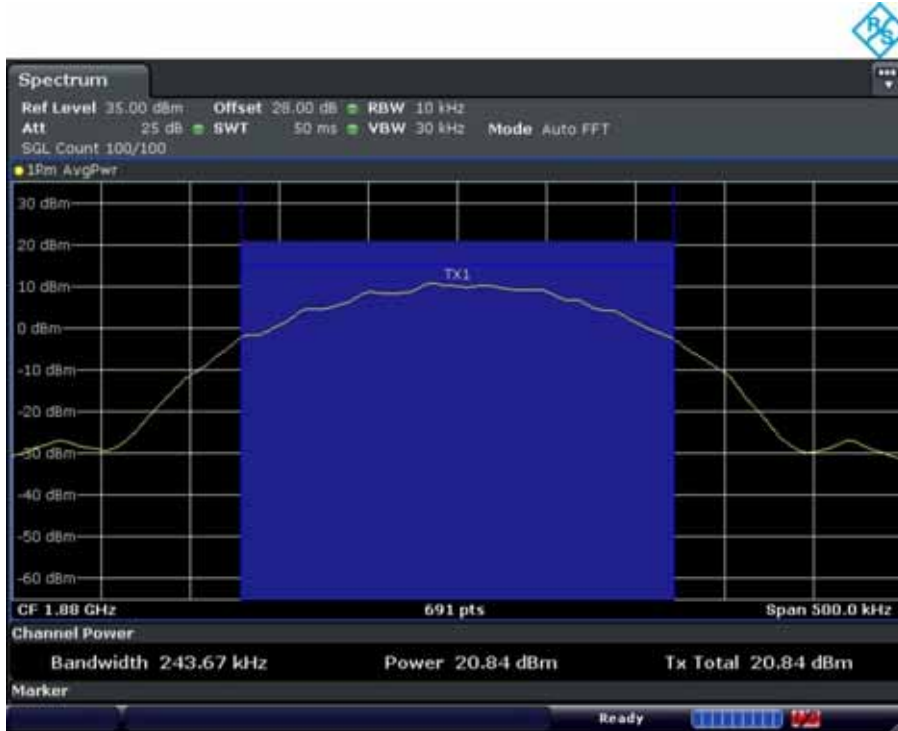 R&S
Spectrum
Ref Level 35.00 dBm Offset 28.00 dB RBW 10 kHz
Att 25 dB SWT 50 ms VBW 30 kHz Mode Auto FFT
SGL Count 100/100
1Rm AvgPwr
30 dBm
20 dBm
TX1
10 dBm
0 dBm
-10 dBm
-20 dBm
-30 dBm
-40 dBm
-50 dBm
-60 dBm
CF 1.88 GHz 691 pts Span 500.0 kHz
Channel Power
Bandwidth 243.67 kHz Power 20.84 dBm Tx Total 20.84 dBm
Marker
Ready